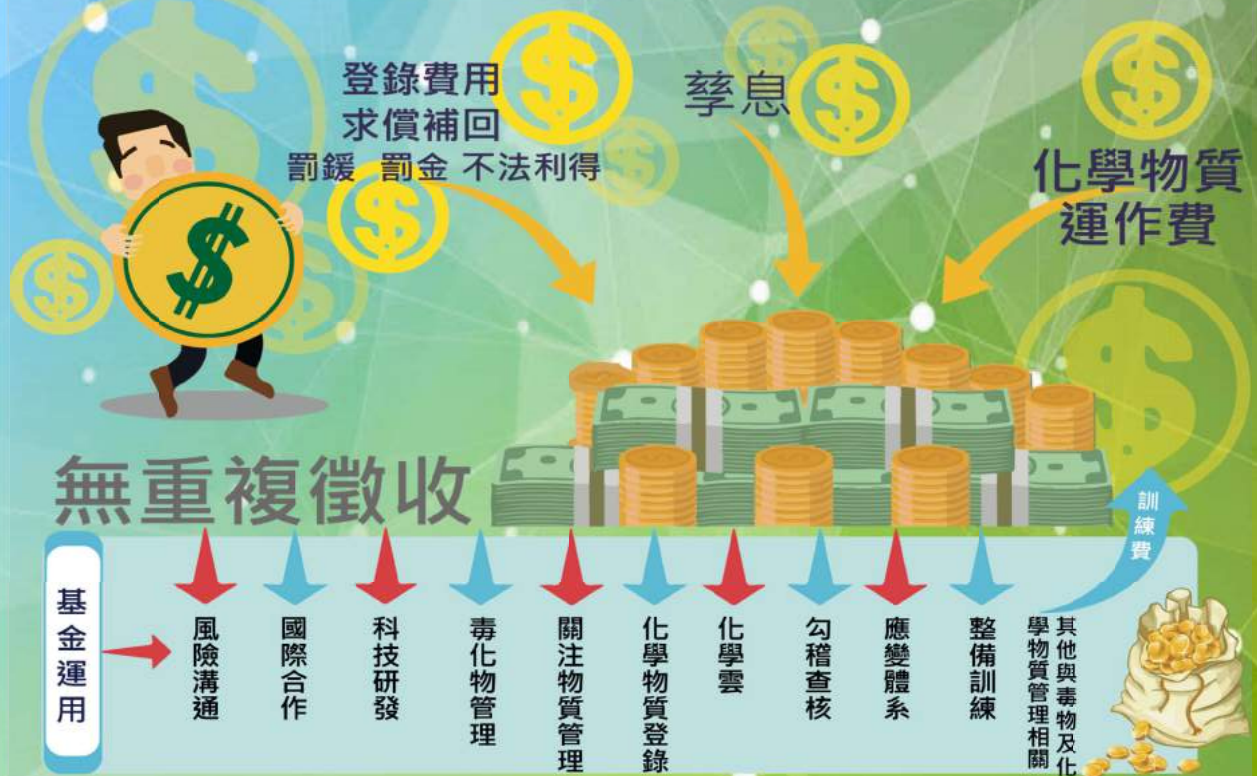 登錄費用
求償補回
罰鍰 罰金 不法利得
孳息
化學物質
運作費
無重複徵收
訓練費
基金運用
風險溝通
國際合作
科技研發
毒化物管理
關注物質管理
化學物質登錄
化學雲
勾稽查核
應變體系
整備訓練
其他與毒物及化
學物質管理相關